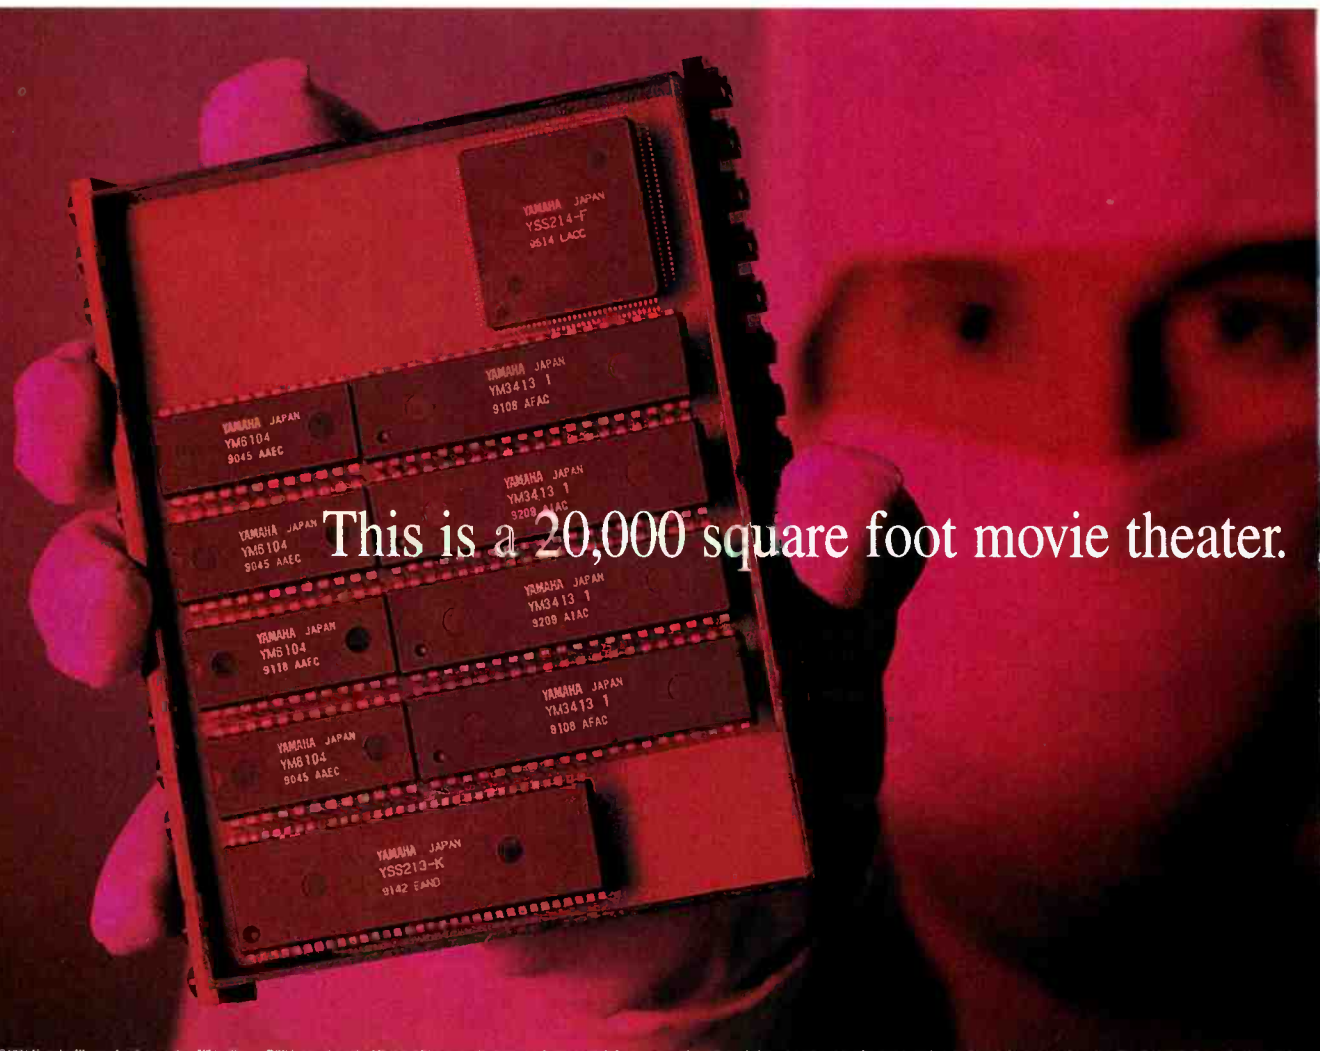 YAMAHA JAPAN
YSS214-F
9514 LACC
YAMAHA JAPAN
YM3413 1
9108 AFAC
YAMAHA JAPAN
YM6104
9045 AAEC
YAMAHA JAPAN
YM3413 1
9209 AIAC
YAMAHA JAPAN
YM6104
9045 AAEC
This is a 20,000 square foot movie theater.
YAMAHA JAPAN
YM3413 1
9209 AIAC
YAMAHA JAPAN
YM6104
9118 AAFC
YAMAHA JAPAN
YM3413 1
9108 AFAC
YAMAHA JAPAN
YM6104
9045 AAEC
YAMAHA JAPAN
YSS213-K
9142 EAND